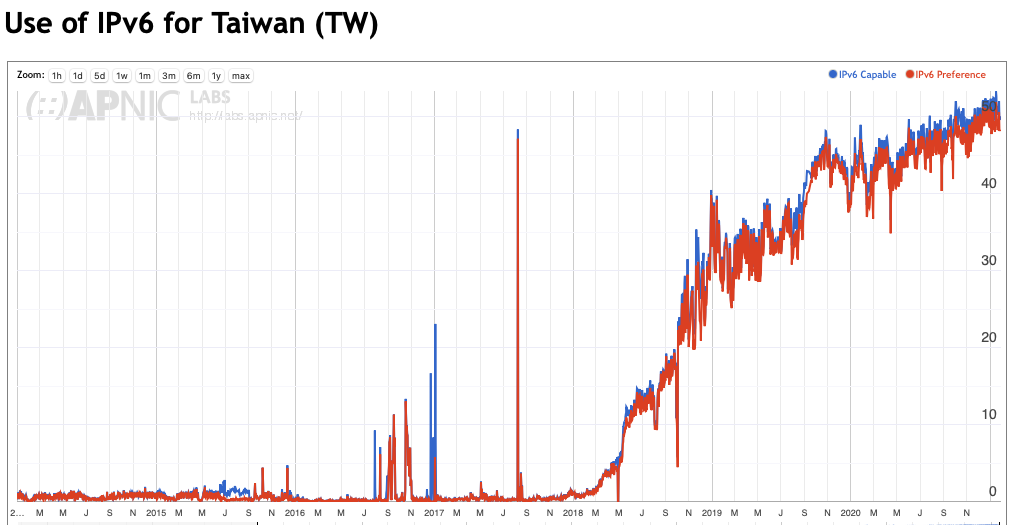 Use of IPv6 for Taiwan (TW)
Zoom: 1h 1d 5d 1w 1m 3m 6m 1y max
IPv6 Capable IPv6 Preference
(::) APNIC LABS
http://labs.apnic.net/
50
40
30
20
10
0
2... M M J S N 2015 M M J S N 2016 M M J S N 2017 M M J S N 2018 M M J S N 2019 M M J S N 2020 M M J S N